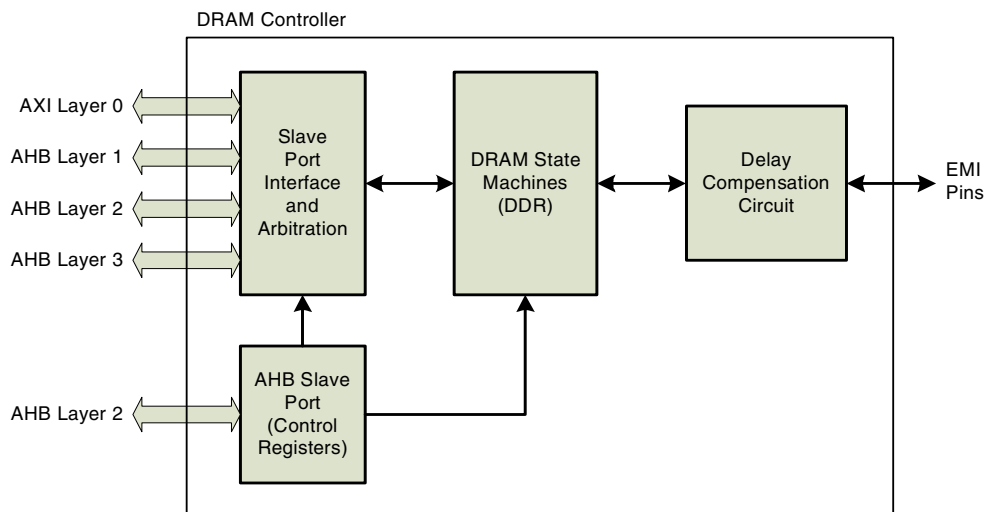 DRAM Controller
AXI Layer 0
AHB Layer 1
AHB Layer 2
AHB Layer 3
Slave
Port
Interface
and
Arbitration
DRAM State
Machines
(DDR)
Delay
Compensation
Circuit
EMI
Pins
AHB Layer 2
AHB Slave
Port
(Control
Registers)